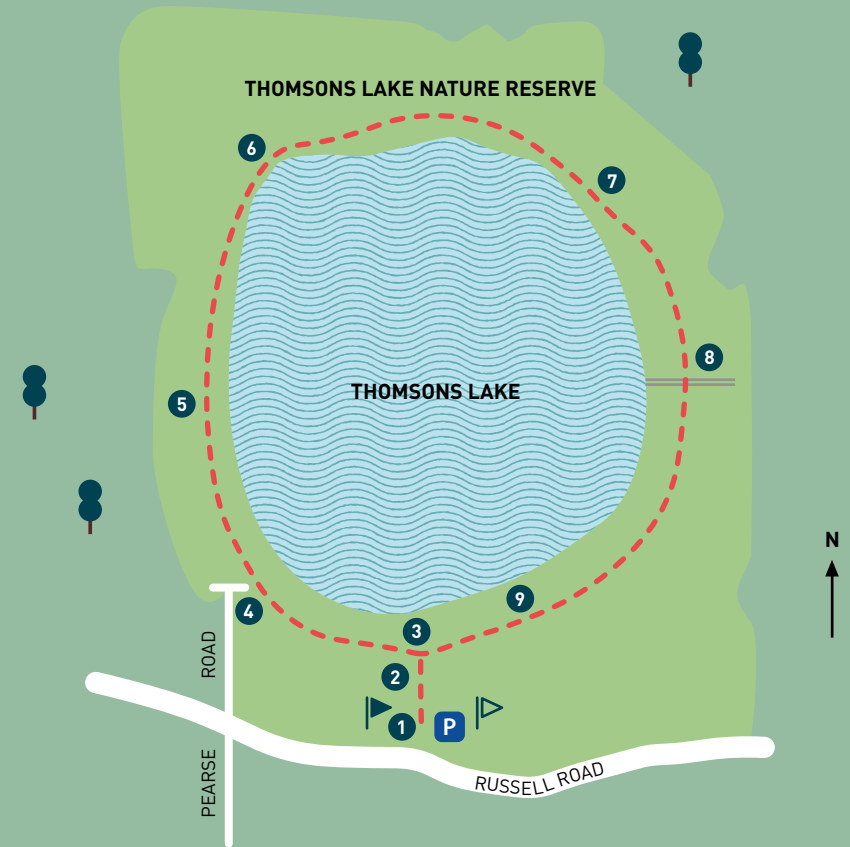 THOMSONS LAKE NATURE RESERVE
6
7
8
THOMSONS LAKE
5
N
9
4
3
ROAD
2
1
P
PEARSE
RUSSELL ROAD